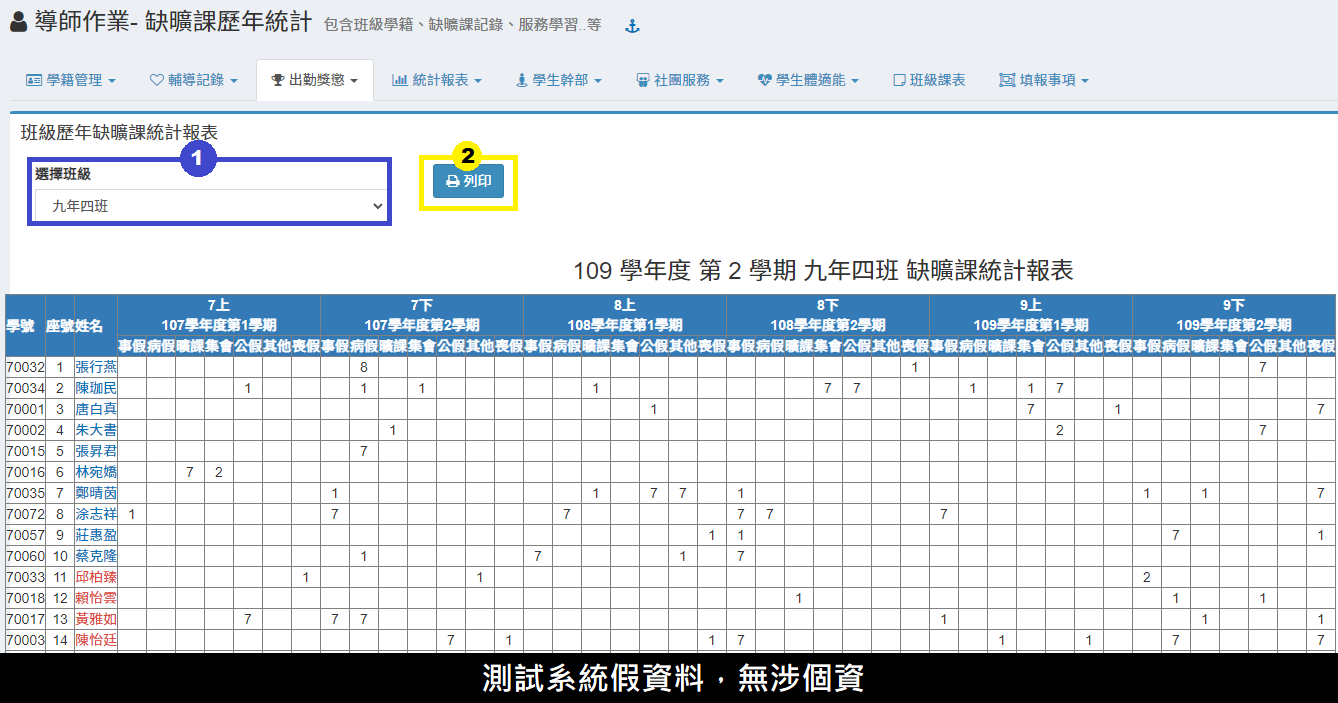 導師作業- 缺曠課歷年統計 包含班級學籍、缺曠課記錄、服務學習..等
學籍管理 輔導記錄 出勤獎懲 統計報表 學生幹部 社團服務 學生體適能 班級課表 填報事項
班級歷年缺曠課統計報表
1
選擇班級
九年四班
2
列印
109 學年度 第 2 學期 九年四班 缺曠課統計報表
7上 7下 8上 8下 9上 9下
學號 座號 姓名 107學年度第1學期 107學年度第2學期 108學年度第1學期 108學年度第2學期 109學年度第1學期 109學年度第2學期
事假 病假 曠課 集會 公假 其他 喪假 事假 病假 曠課 集會 公假 其他 喪假 事假 病假 曠課 集會 公假 其他 喪假 事假 病假 曠課 集會 公假 其他 喪假 事假 病假 曠課 集會 公假 其他 喪假 事假 病假 曠課 集會 公假 其他 喪假
70032 1 張行燕 8 1 7
70034 2 陳珈民 1 1 1 1 7 7 1 1 7
70001 3 唐白真 1 7 1 7
70002 4 朱大書 1 2 7
70015 5 張昇君 7
70016 6 林宛嬌 7 2
70035 7 鄭晴茵 1 1 7 7 1 1 1 7
70072 8 涂志祥 1 7 7 7 7 7
70057 9 莊惠盈 1 1 7 1
70060 10 蔡克隆 1 7 1 7
70033 11 邱柏臻 1 1 2
70018 12 賴怡雲 1 1 1
70017 13 黃雅如 7 7 7 1 1 1
70003 14 陳怡廷 7 1 1 7 1 1 7 7
測試系統假資料，無涉個資